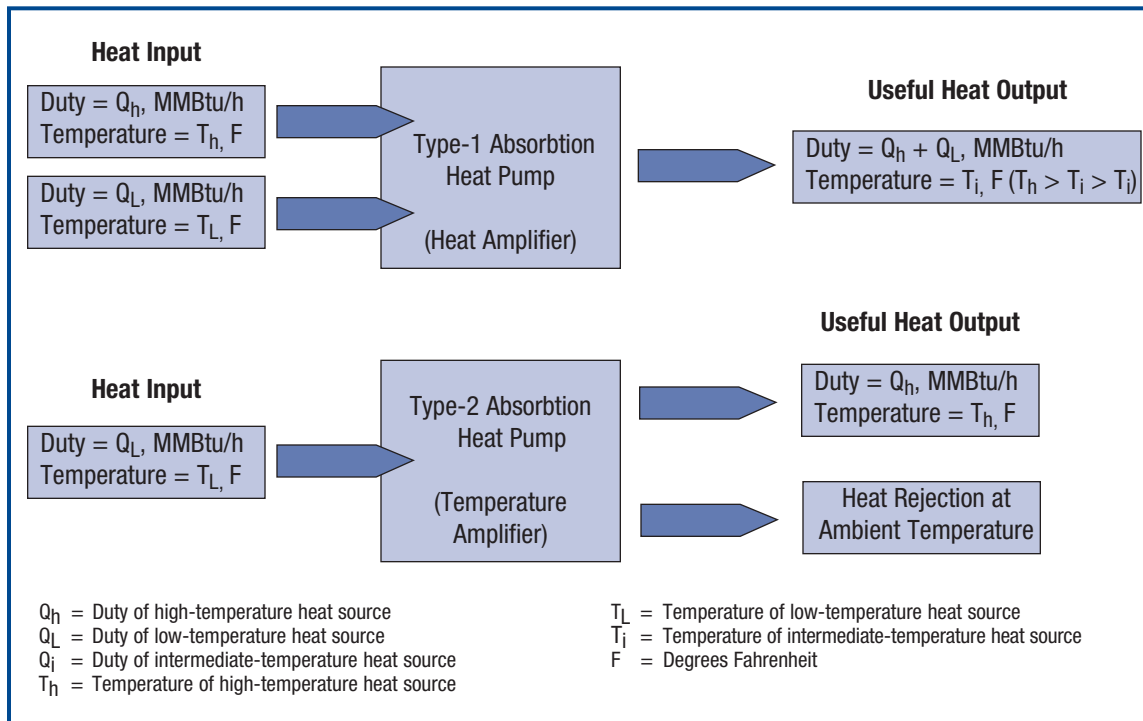 Heat Input
Duty = Qh, MMBtu/h
Temperature = Th, F
Duty = QL, MMBtu/h
Temperature = TL, F
Type-1 Absorbtion
Heat Pump
(Heat Amplifier)
Useful Heat Output
Duty = Qh + QL, MMBtu/h
Temperature = Ti, F (Th > Ti > Ti)
Heat Input
Duty = QL, MMBtu/h
Temperature = TL, F
Type-2 Absorbtion
Heat Pump
(Temperature
Amplifier)
Useful Heat Output
Duty = Qh, MMBtu/h
Temperature = Th, F
Heat Rejection at
Ambient Temperature
Qh = Duty of high-temperature heat source
QL = Duty of low-temperature heat source
Qi = Duty of intermediate-temperature heat source
Th = Temperature of high-temperature heat source
TL = Temperature of low-temperature heat source
Ti = Temperature of intermediate-temperature heat source
F = Degrees Fahrenheit